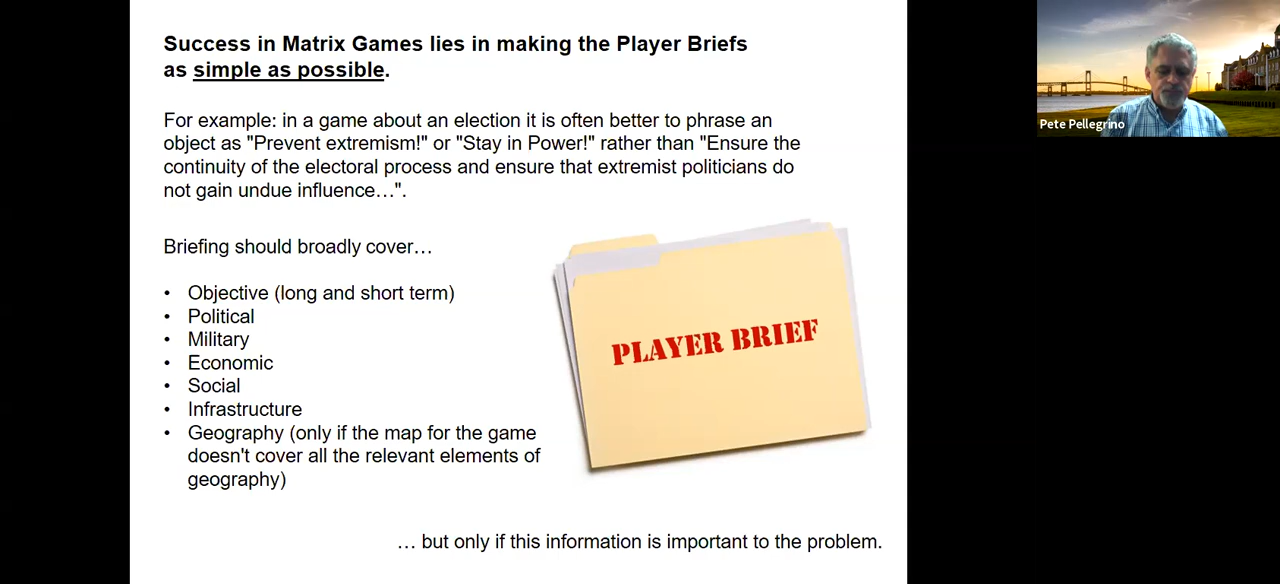 Success in Matrix Games lies in making the Player Briefs
as simple as possible.
For example: in a game about an election it is often better to phrase an
object as "Prevent extremism!" or "Stay in Power!" rather than "Ensure the
continuity of the electoral process and ensure that extremist politicians do
not gain undue influence…".
Briefing should broadly cover…
• Objective (long and short term)
• Political
• Military
• Economic
• Social
• Infrastructure
• Geography (only if the map for the game
doesn't cover all the relevant elements of
geography)
PLAYER BRIEF
… but only if this information is important to the problem.
Pete Pellegrino